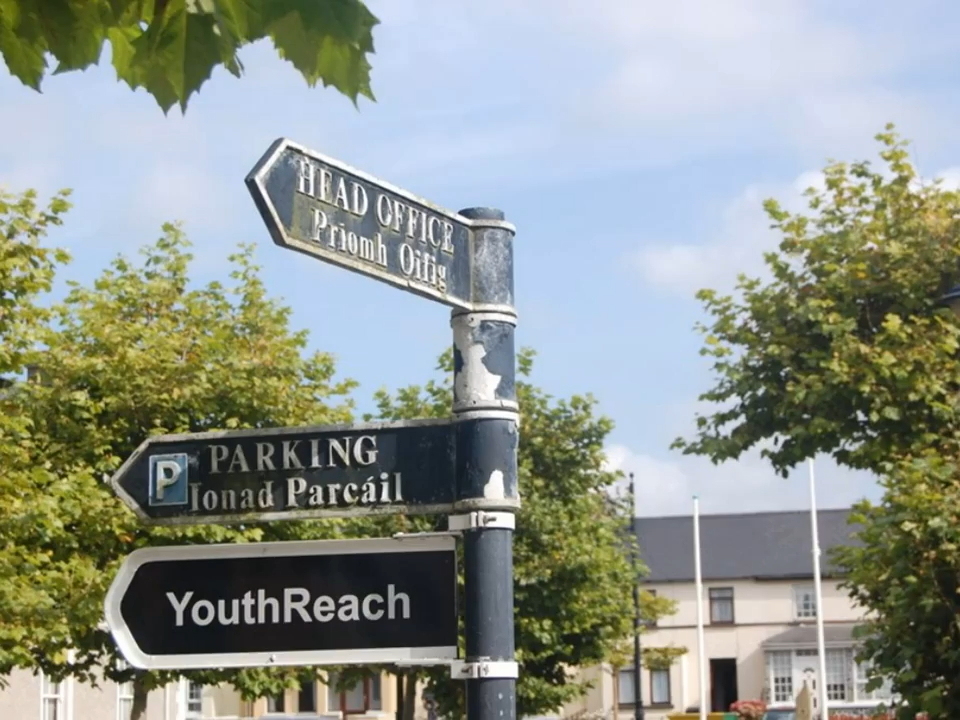 HEAD OFFICE
Príomh Oifig
P
PARKING
Ionad Parcáil
YouthReach